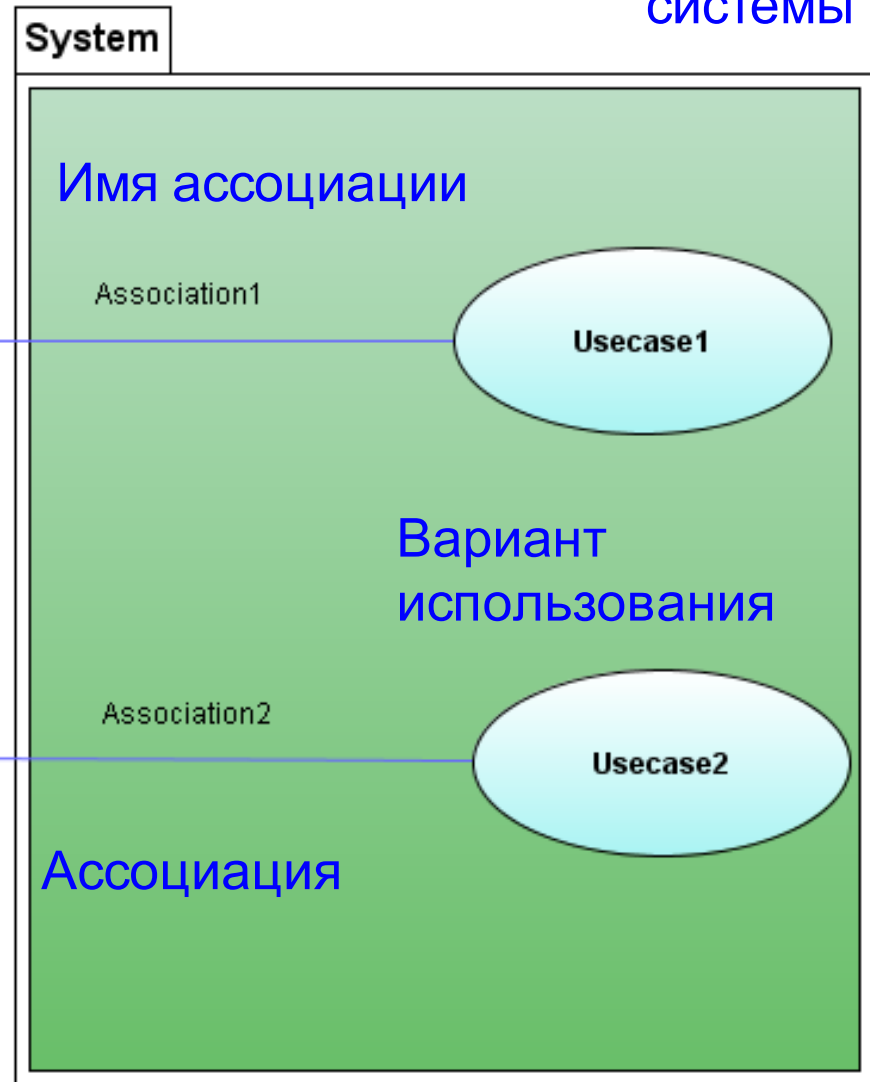 системы
System
Имя ассоциации
Association1
Usecase1
Вариант
использования
Association2
Usecase2
Ассоциация